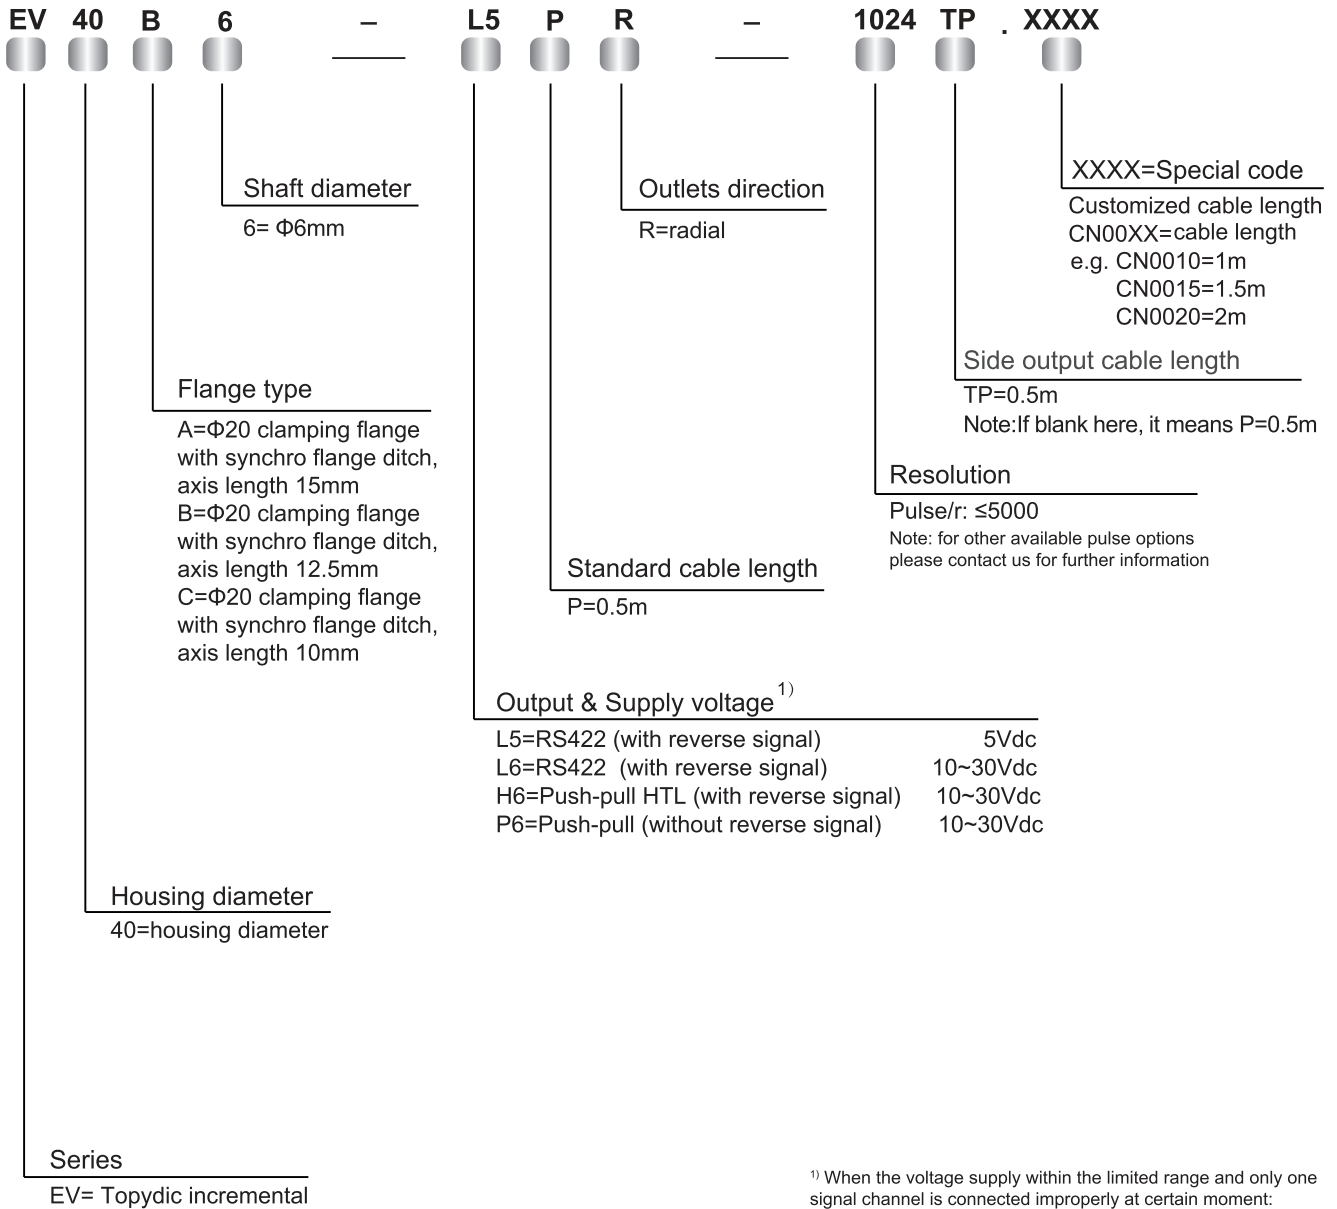 EV 40 B 6 – L5 P R – 1024 TP . XXXX
Shaft diameter
6= Φ6mm
Outlets direction
R=radial
XXXX=Special code
Customized cable length
CN00XX=cable length
e.g. CN0010=1m
CN0015=1.5m
CN0020=2m
Side output cable length
TP=0.5m
Note:If blank here, it means P=0.5m
Flange type
A=Φ20 clamping flange
with synchro flange ditch,
axis length 15mm
B=Φ20 clamping flange
with synchro flange ditch,
axis length 12.5mm
C=Φ20 clamping flange
with synchro flange ditch,
axis length 10mm
Resolution
Pulse/r: ≤5000
Note: for other available pulse options
please contact us for further information
Standard cable length
P=0.5m
Output & Supply voltage 1)
L5=RS422 (with reverse signal) 5Vdc
L6=RS422 (with reverse signal) 10~30Vdc
H6=Push-pull HTL (with reverse signal) 10~30Vdc
P6=Push-pull (without reverse signal) 10~30Vdc
Housing diameter
40=housing diameter
Series
EV= Topydic incremental
1) When the voltage supply within the limited range and only one
signal channel is connected improperly at certain moment: